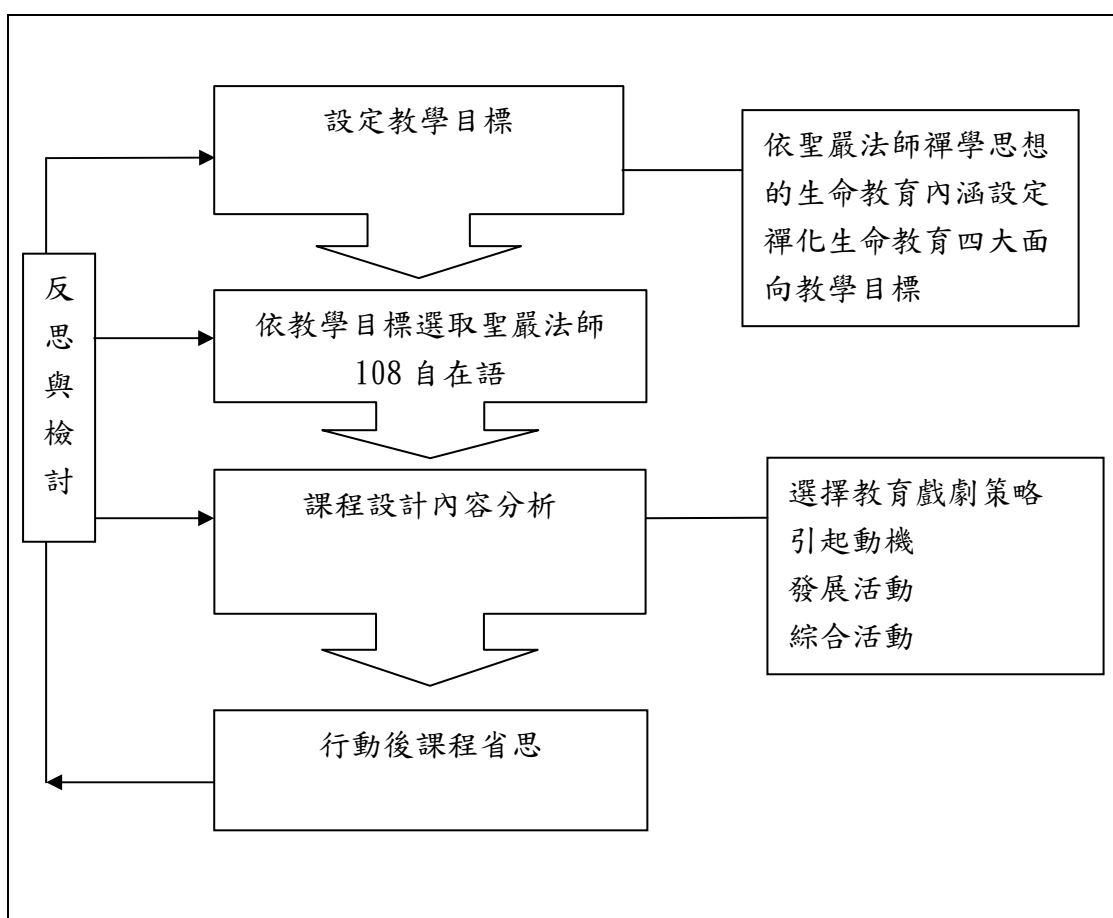 設定教學目標
依聖嚴法師禪學思想
的生命教育內涵設定
禪化生命教育四大面
向教學目標
反
思
與
檢
討
依教學目標選取聖嚴法師
108 自在語
課程設計內容分析
選擇教育戲劇策略
引起動機
發展活動
綜合活動
行動後課程省思